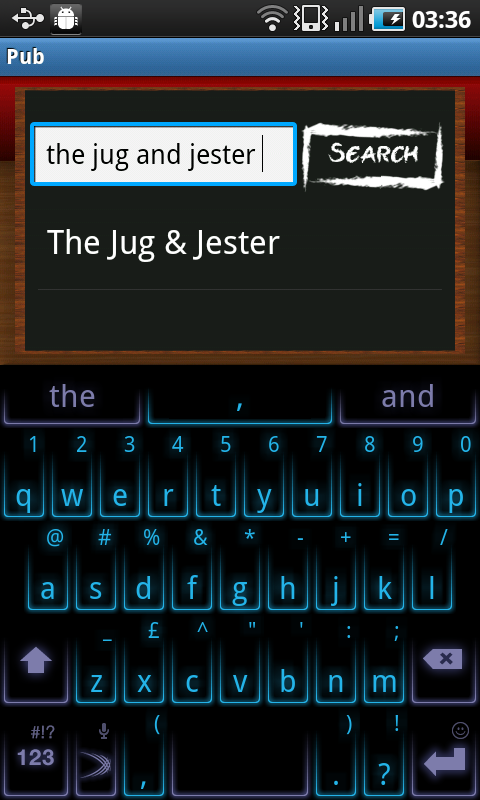 03:36
Pub
the jug and jester
SEARCH
The Jug & Jester
the , and
1 2 3 4 5 6 7 8 9 0
q w e r t y u i o p
@ # % & * - + = /
a s d f g h j k l
_ £ ^ " ' : ;
z x c v b n m
#!? ( ) !
123 , . ?